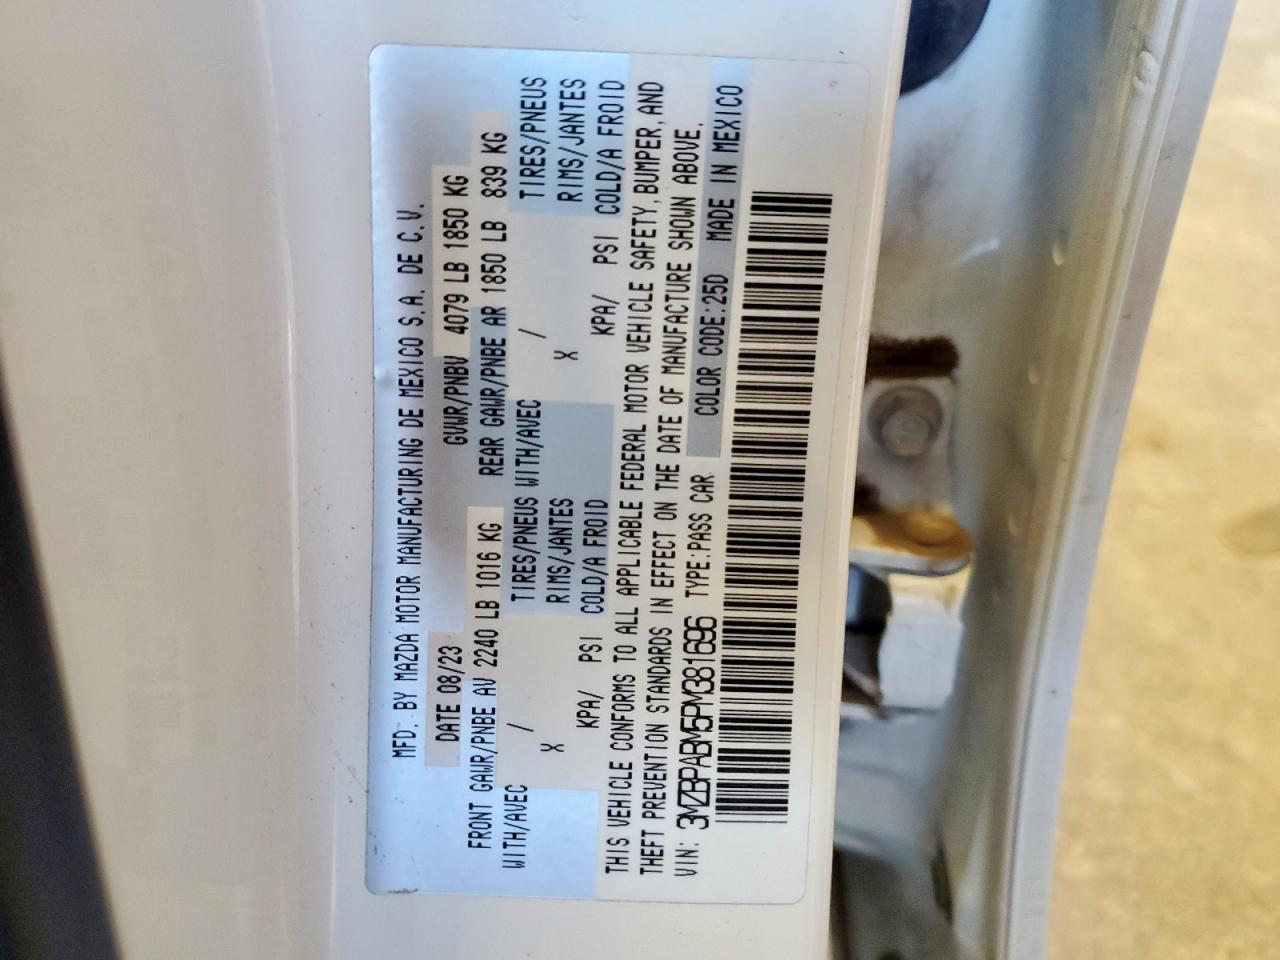 MFD. BY MAZDA MOTOR MANUFACTURING DE MEXICO S.A. DE C.V.
DATE 08/23 GVWR/PNBV 4079 LB 1850 KG
FRONT GAWR/PNBE AV 2240 LB 1016 KG REAR GAWR/PNBE AR 1850 LB 839 KG
WITH/AVEC / TIRES/PNEUS WITH/AVEC / TIRES/PNEUS
X RIMS/JANTES X RIMS/JANTES
KPA/ PSI COLD/A FROID KPA/ PSI COLD/A FROID
THIS VEHICLE CONFORMS TO ALL APPLICABLE FEDERAL MOTOR VEHICLE SAFETY, BUMPER, AND
THEFT PREVENTION STANDARDS IN EFFECT ON THE DATE OF MANUFACTURE SHOWN ABOVE.
VIN: 3MZBPABM5PM381696 TYPE:PASS CAR COLOR CODE:25D MADE IN MEXICO